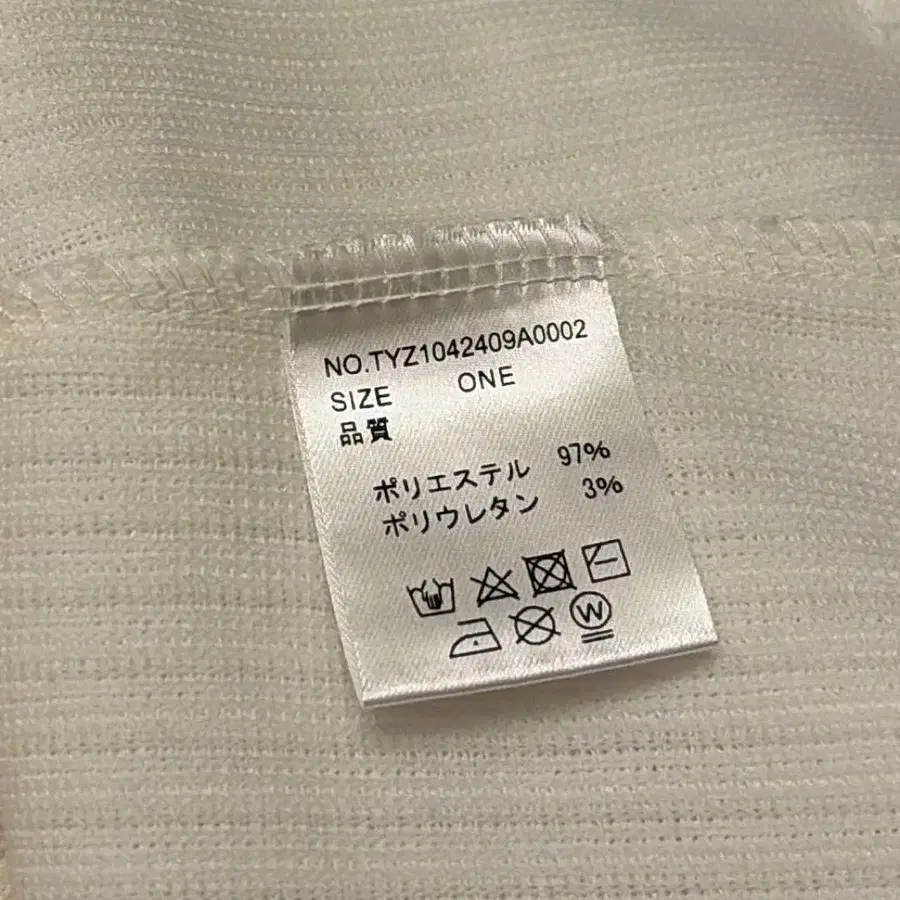 NO.TYZ1042409A0002
SIZE ONE
品質
ポリエステル 97%
ポリウレタン 3%
W